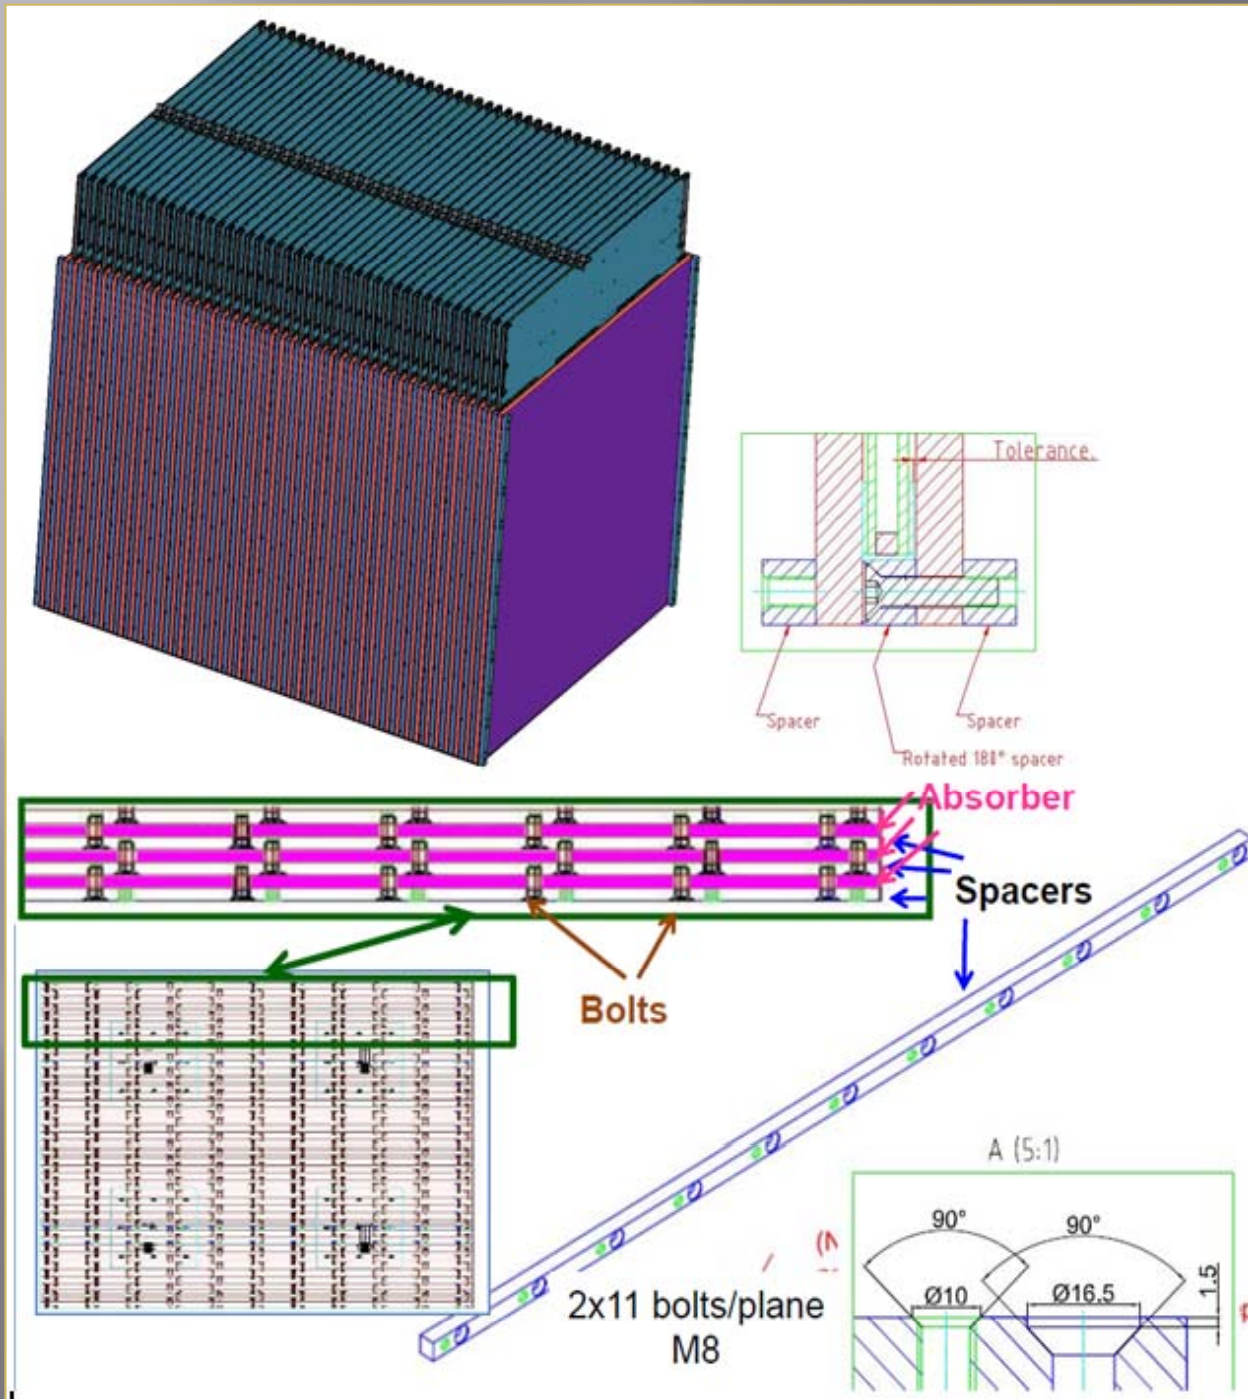 Tolerance.
Spacer
Spacer
Rotated 180° spacer
Absorber
Spacers
Bolts
A (5:1)
(N
90°
90°
Ø10
Ø16.5
1.5
2x11 bolts/plane
M8